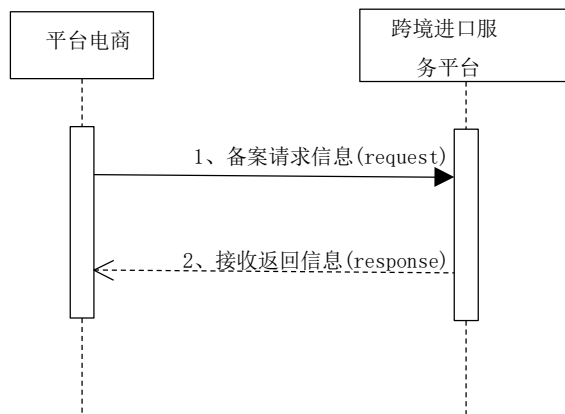 平台电商
跨境进口服
务平台
1、备案请求信息(request)
2、接收返回信息(response)